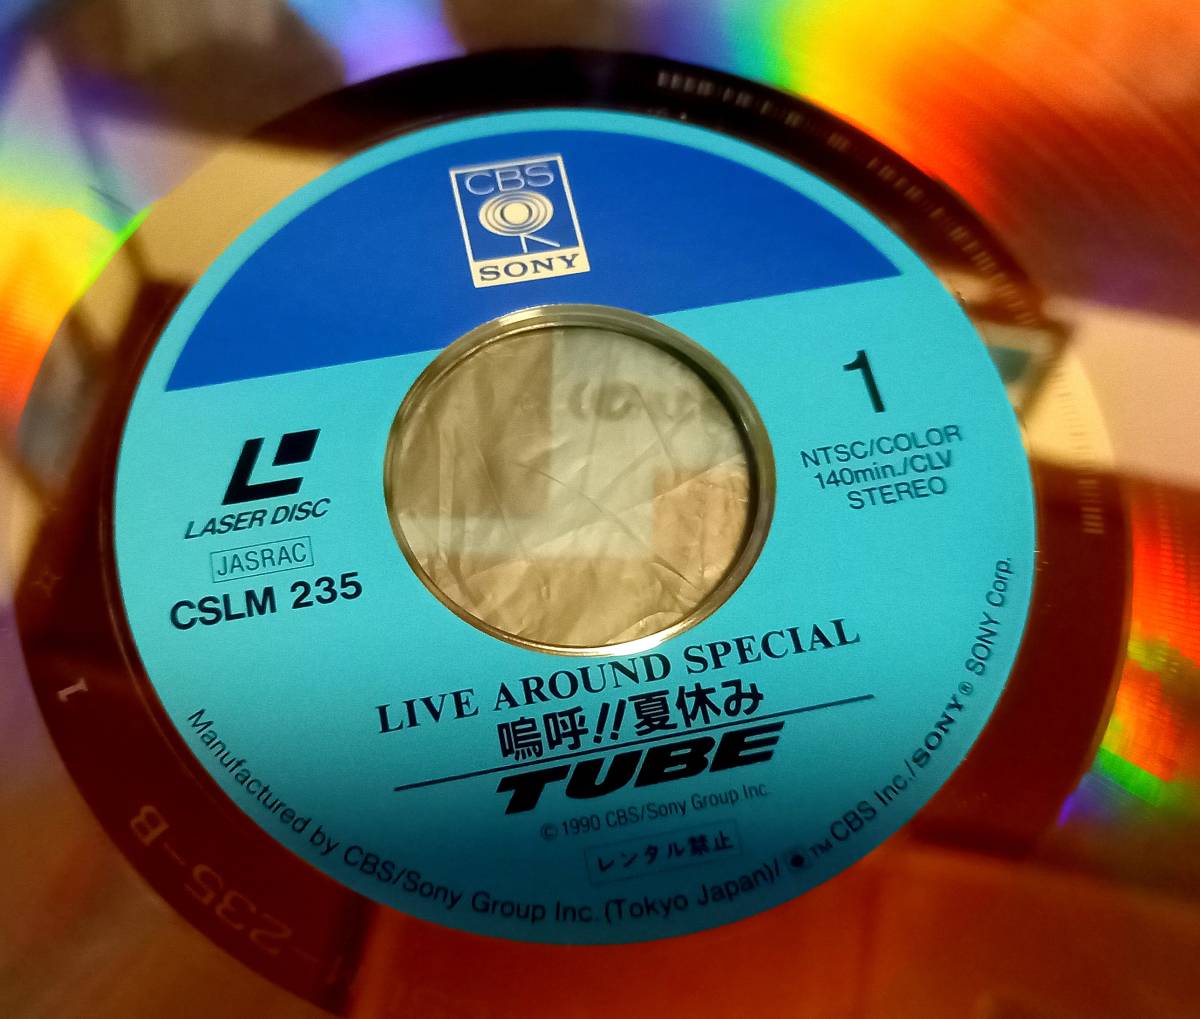 CBS
SONY
1
NTSC/COLOR
140min./CLV
STEREO
LASER DISC
JASRAC
CSLM 235
LIVE AROUND SPECIAL
嗚呼!!夏休み
TUBE
© 1990 CBS/Sony Group Inc.
レンタル禁止
Manufactured by CBS/Sony Group Inc. (Tokyo Japan)/ ™ CBS Inc./SONY® SONY Corp.
1
-235-B